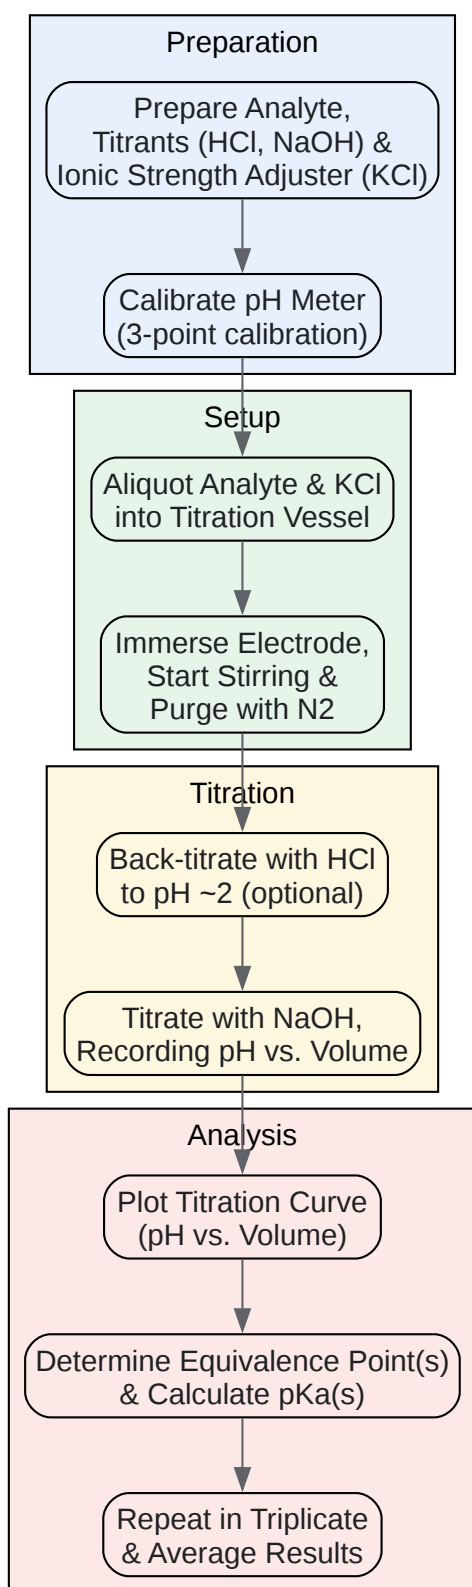 Preparation
Prepare Analyte,
Titrants (HCl, NaOH) &
Ionic Strength Adjuster (KCl)
Calibrate pH Meter
(3-point calibration)
Setup
Aliquot Analyte & KCl
into Titration Vessel
Immerse Electrode,
Start Stirring &
Purge with N2
Titration
Back-titrate with HCl
to pH ~2 (optional)
Titrate with NaOH,
Recording pH vs. Volume
Analysis
Plot Titration Curve
(pH vs. Volume)
Determine Equivalence Point(s)
& Calculate pKa(s)
Repeat in Triplicate
& Average Results